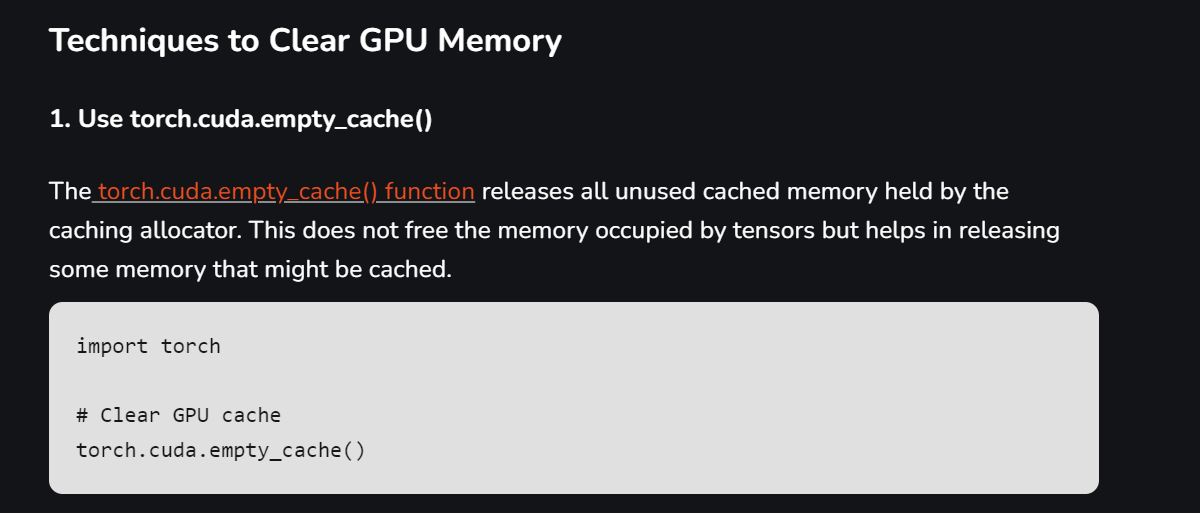 Techniques to Clear GPU Memory
1. Use torch.cuda.empty_cache()
The torch.cuda.empty_cache() function releases all unused cached memory held by the
caching allocator. This does not free the memory occupied by tensors but helps in releasing
some memory that might be cached.
import torch
# Clear GPU cache
torch.cuda.empty_cache()